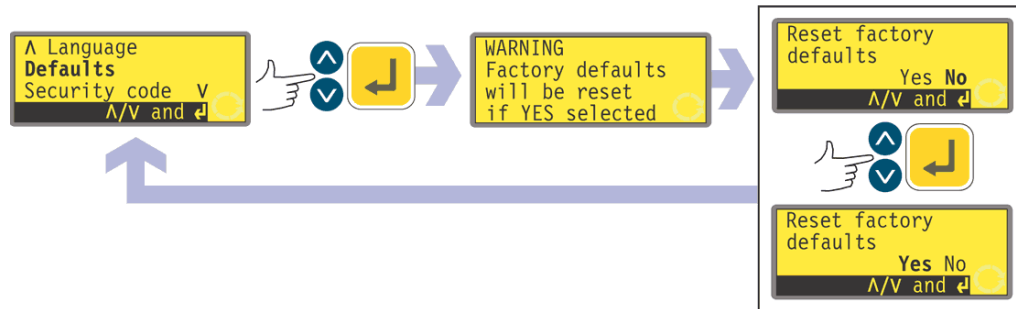 Λ Language
Defaults
Security code V
Λ/V and ↵
WARNING
Factory defaults
will be reset
if YES selected
Reset factory
defaults
Yes No
Λ/V and ↵
Reset factory
defaults
Yes No
Λ/V and ↵